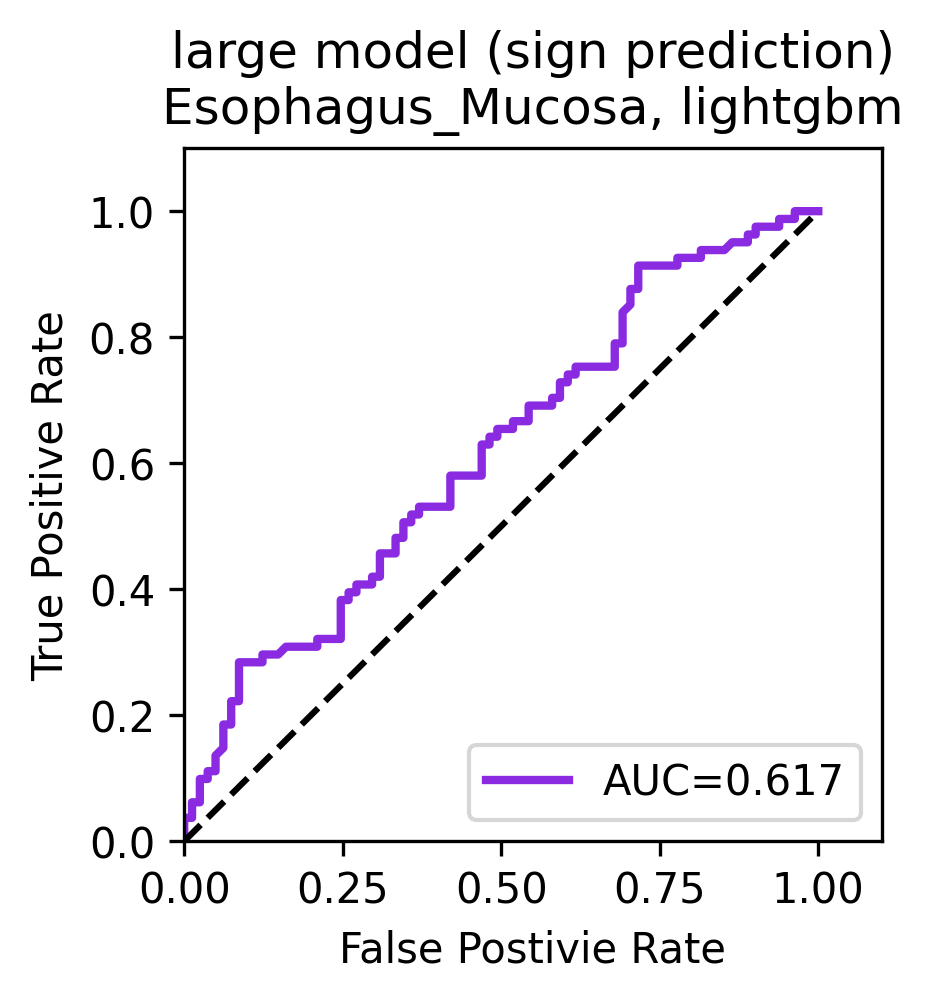 large model (sign prediction)
Esophagus_Mucosa, lightgbm
1.0
0.8
0.6
0.4
0.2
0.0
True Positive Rate
AUC=0.617
0.00 0.25 0.50 0.75 1.00
False Postivie Rate